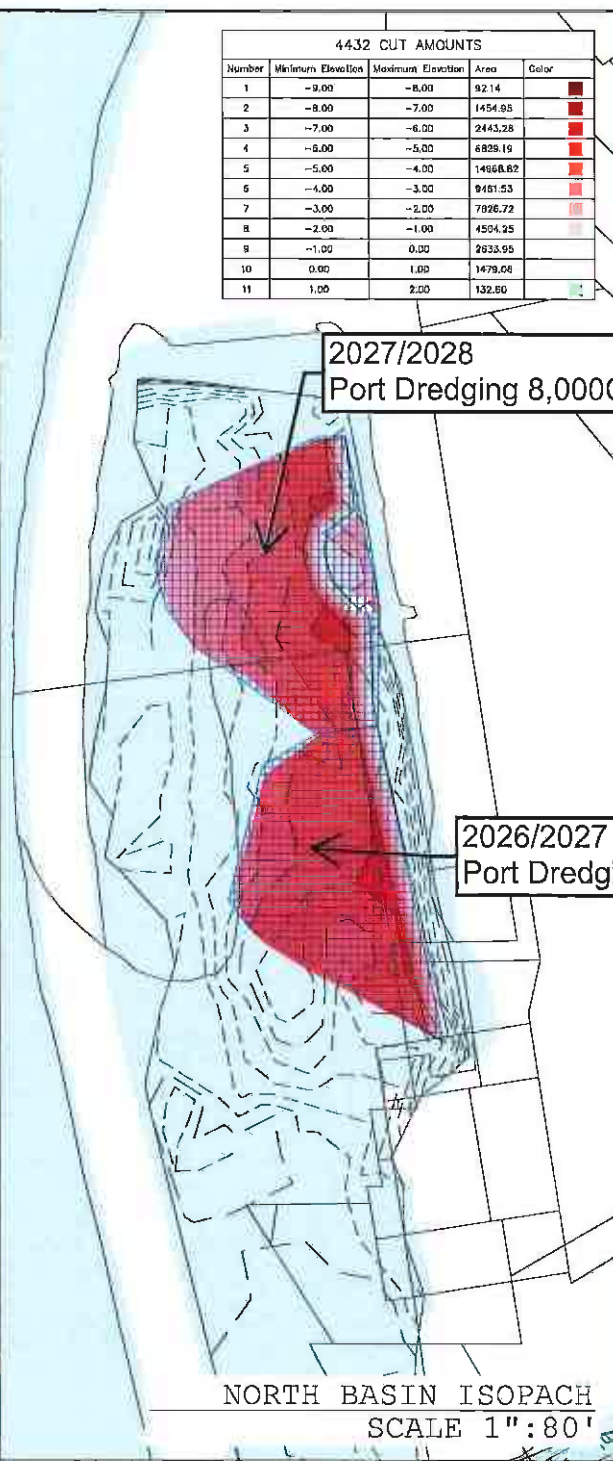 4432 CUT AMOUNTS
Number Minimum Elevation Maximum Elevation Area Color
1 -9.00 -8.00 92.14
2 -8.00 -7.00 1454.95
3 -7.00 -6.00 2443.28
4 -6.00 -5.00 6829.19
5 -5.00 -4.00 14968.82
6 -4.00 -3.00 9461.53
7 -3.00 -2.00 7826.72
8 -2.00 -1.00 4594.25
9 -1.00 0.00 2633.95
10 0.00 1.00 1479.08
11 1.00 2.00 132.60
2027/2028
Port Dredging 8,0000
2026/2027
Port Dredgi
NORTH BASIN ISOPACH
SCALE 1":80'